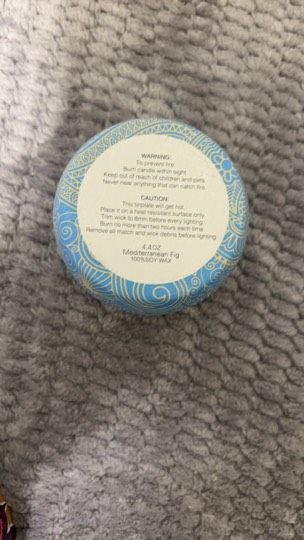 WARNING:
To prevent fire
Burn candle within sight
Keep out of reach of children and pets
Never near anything that can catch fire
CAUTION:
This tinplate will get hot.
Place it on a heat resistant surface only.
Trim wick to 6mm before every lighting.
Burn no more than two hours each time.
Remove all match and wick debris before lighting.
4.4 OZ
Mediterranean Fig
100%SOY WAX